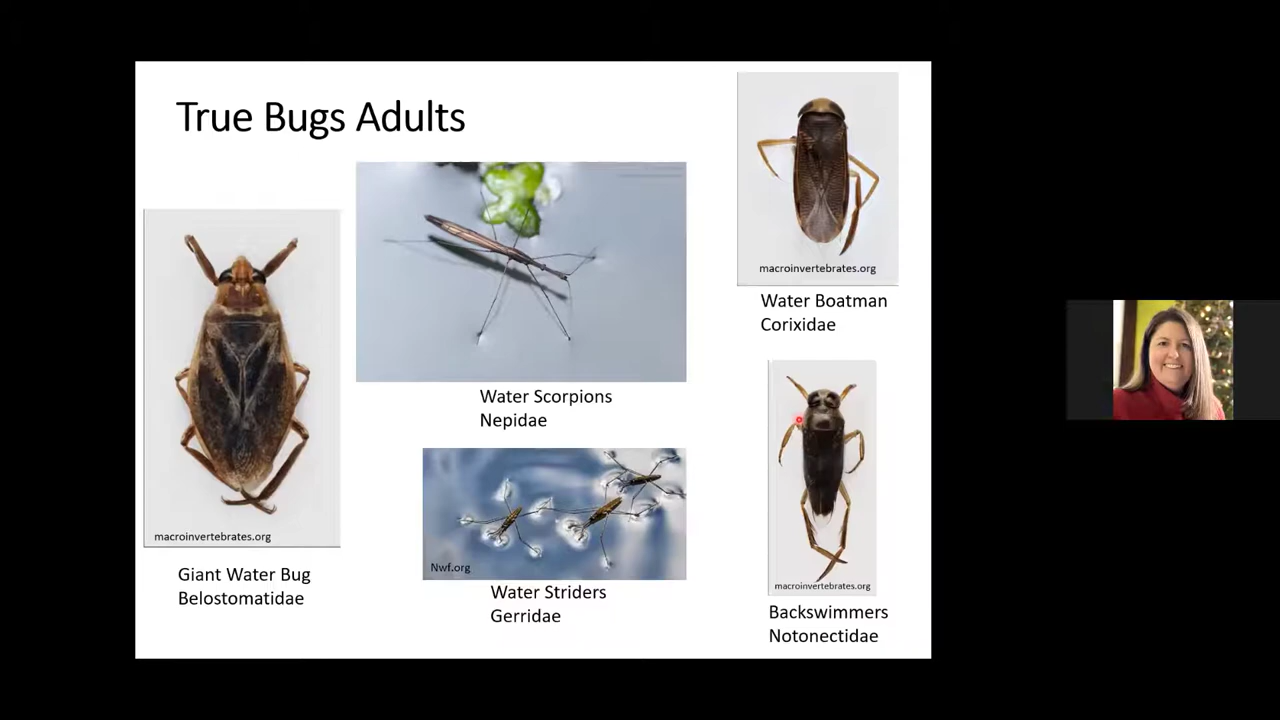 True Bugs Adults
macroinvertebrates.org
Giant Water Bug
Belostomatidae
Water Scorpions
Nepidae
Nwf.org
Water Striders
Gerridae
macroinvertebrates.org
Water Boatman
Corixidae
macroinvertebrates.org
Backswimmers
Notonectidae